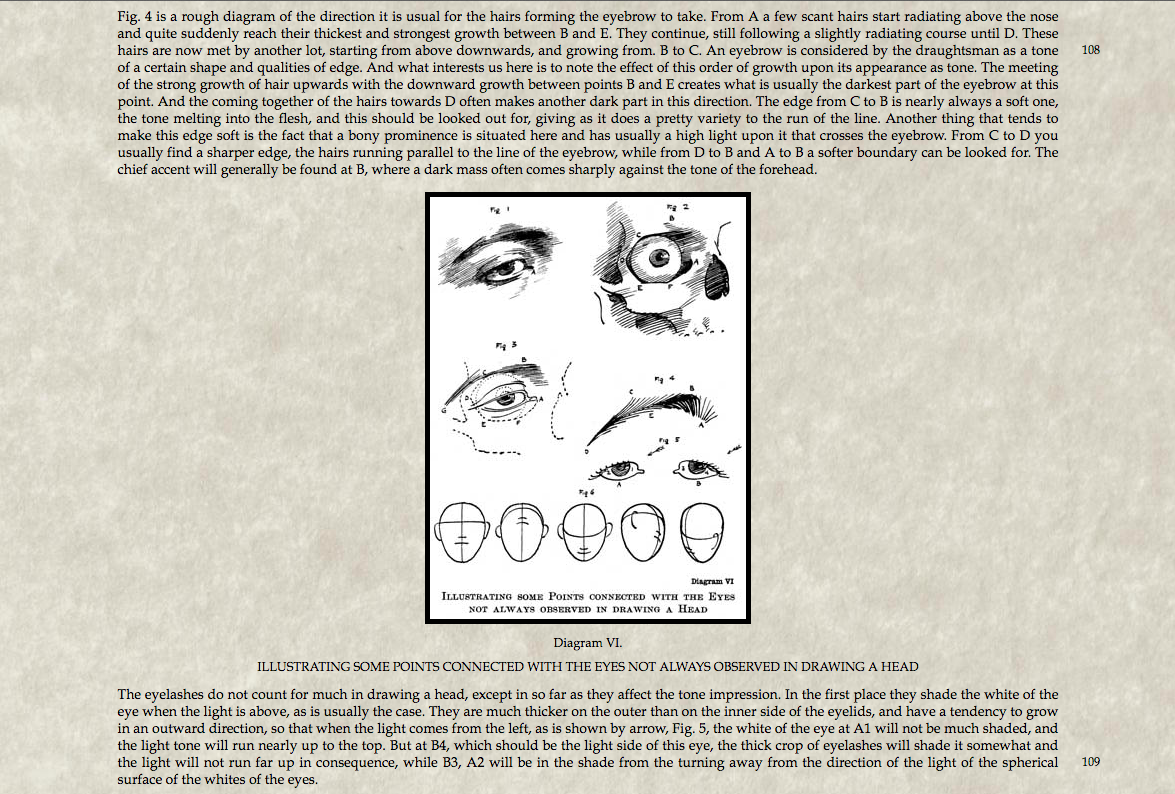 Fig. 4 is a rough diagram of the direction it is usual for the hairs forming the eyebrow to take. From A a few scant hairs start radiating above the nose
and quite suddenly reach their thickest and strongest growth between B and E. They continue, still following a slightly radiating course until D. These
hairs are now met by another lot, starting from above downwards, and growing from. B to C. An eyebrow is considered by the draughtsman as a tone
108
of a certain shape and qualities of edge. And what interests us here is to note the effect of this order of growth upon its appearance as tone. The meeting
of the strong growth of hair upwards with the downward growth between points B and E creates what is usually the darkest part of the eyebrow at this
point. And the coming together of the hairs towards D often makes another dark part in this direction. The edge from C to B is nearly always a soft one,
the tone melting into the flesh, and this should be looked out for, giving as it does a pretty variety to the run of the line. Another thing that tends to
make this edge soft is the fact that a bony prominence is situated here and has usually a high light upon it that crosses the eyebrow. From C to D you
usually find a sharper edge, the hairs running parallel to the line of the eyebrow, while from D to B and A to B a softer boundary can be looked for. The
chief accent will generally be found at B, where a dark mass often comes sharply against the tone of the forehead.
Fig 1
A
Fig 2
B
C
A
D
E F
Fig 3
B
C
D
A
G
E F
Fig 4
C B
E
A
D
Fig 5
A B
Fig 6
Diagram VI
ILLUSTRATING SOME POINTS CONNECTED WITH THE EYES
NOT ALWAYS OBSERVED IN DRAWING A HEAD
Diagram VI.
ILLUSTRATING SOME POINTS CONNECTED WITH THE EYES NOT ALWAYS OBSERVED IN DRAWING A HEAD
The eyelashes do not count for much in drawing a head, except in so far as they affect the tone impression. In the first place they shade the white of the
eye when the light is above, as is usually the case. They are much thicker on the outer than on the inner side of the eyelids, and have a tendency to grow
in an outward direction, so that when the light comes from the left, as is shown by arrow, Fig. 5, the white of the eye at A1 will not be much shaded, and
the light tone will run nearly up to the top. But at B4, which should be the light side of this eye, the thick crop of eyelashes will shade it somewhat and
the light will not run far up in consequence, while B3, A2 will be in the shade from the turning away from the direction of the light of the spherical
109
surface of the whites of the eyes.